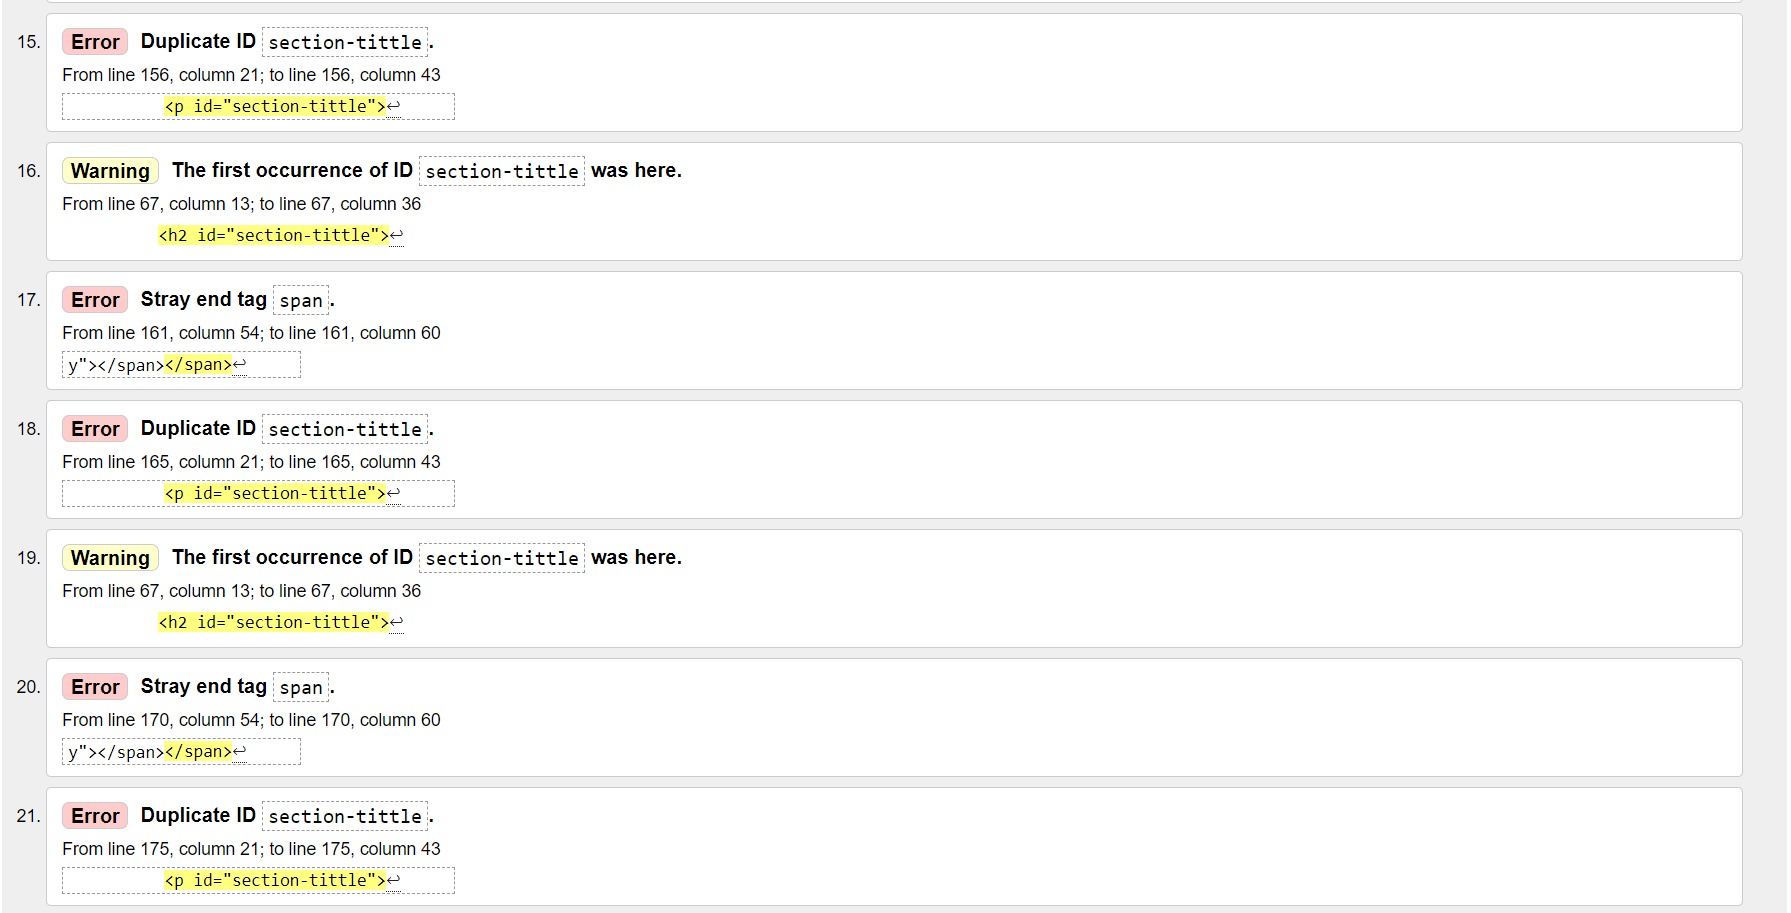 15. Error Duplicate ID section-tittle.
From line 156, column 21; to line 156, column 43
<p id="section-tittle">↩
16. Warning The first occurrence of ID section-tittle was here.
From line 67, column 13; to line 67, column 36
<h2 id="section-tittle">↩
17. Error Stray end tag span.
From line 161, column 54; to line 161, column 60
y"></span></span>↩
18. Error Duplicate ID section-tittle.
From line 165, column 21; to line 165, column 43
<p id="section-tittle">↩
19. Warning The first occurrence of ID section-tittle was here.
From line 67, column 13; to line 67, column 36
<h2 id="section-tittle">↩
20. Error Stray end tag span.
From line 170, column 54; to line 170, column 60
y"></span></span>↩
21. Error Duplicate ID section-tittle.
From line 175, column 21; to line 175, column 43
<p id="section-tittle">↩